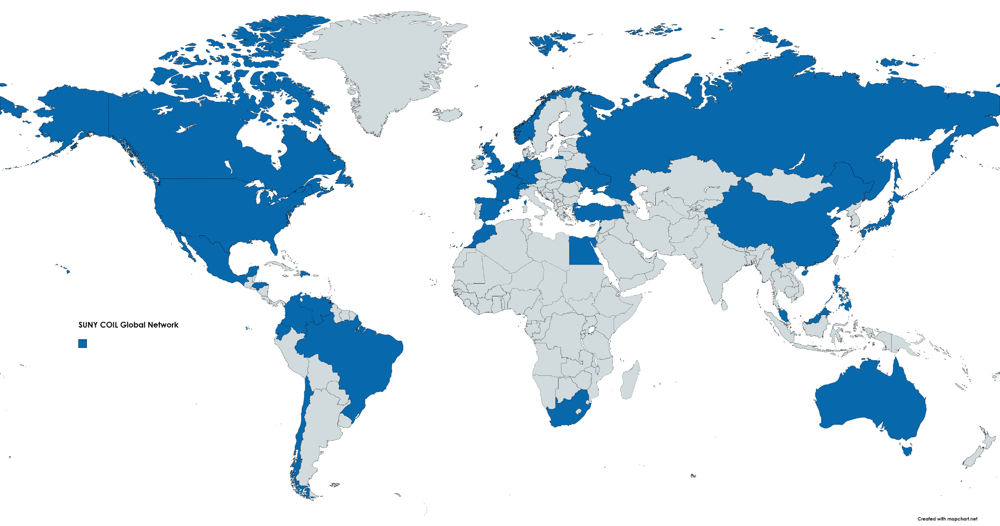 SUNY COIL Global Network
Created with mapchart.net